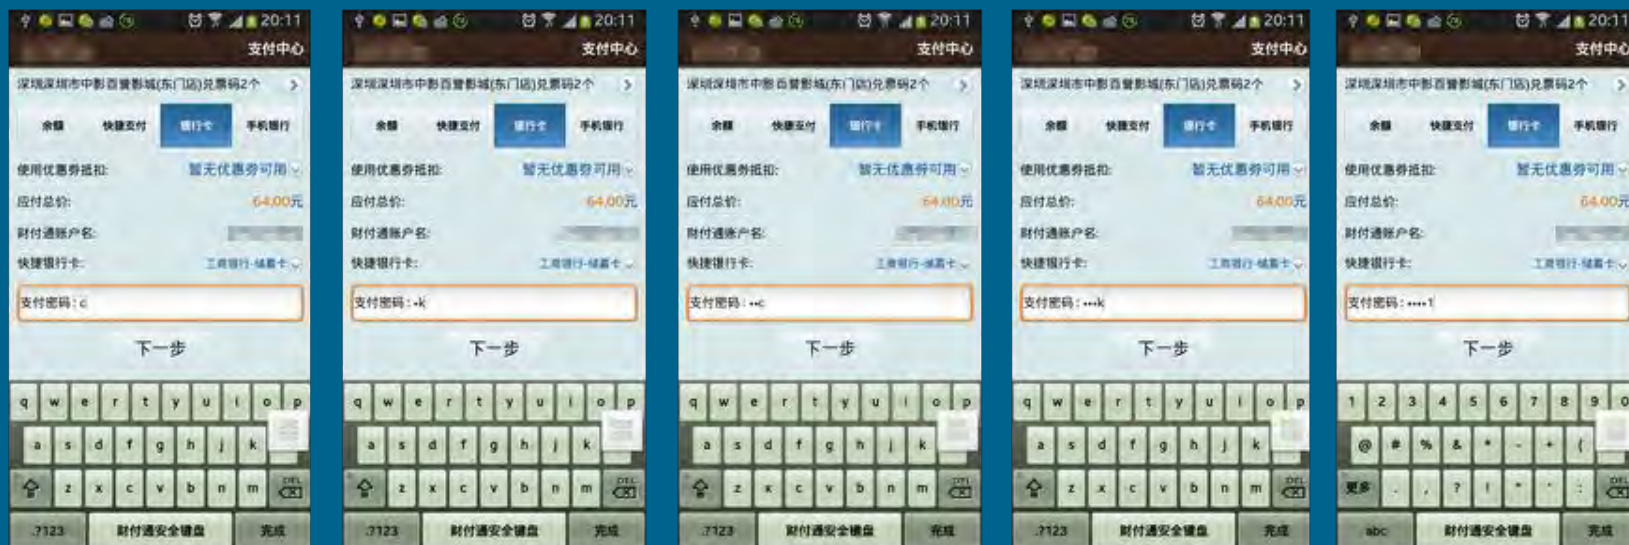 20:11
支付中心
深圳深圳市中影百誉影城(东门店)兑票码2个 >
余额 快捷支付 银行卡 手机银行
使用优惠券抵扣: 暂无优惠券可用
应付总价: 64.00元
财付通账户名:
快捷银行卡: 工商银行-储蓄卡
支付密码:c
下一步
q w e r t y u i o p
a s d f g h j k
z x c v b n m DEL
.?123 财付通安全键盘 完成
20:11
支付中心
深圳深圳市中影百誉影城(东门店)兑票码2个 >
余额 快捷支付 银行卡 手机银行
使用优惠券抵扣: 暂无优惠券可用
应付总价: 64.00元
财付通账户名:
快捷银行卡: 工商银行-储蓄卡
支付密码:•k
下一步
q w e r t y u i o p
a s d f g h j k
z x c v b n m DEL
.?123 财付通安全键盘 完成
20:11
支付中心
深圳深圳市中影百誉影城(东门店)兑票码2个 >
余额 快捷支付 银行卡 手机银行
使用优惠券抵扣: 暂无优惠券可用
应付总价: 64.00元
财付通账户名:
快捷银行卡: 工商银行-储蓄卡
支付密码:••c
下一步
q w e r t y u i o p
a s d f g h j k
z x c v b n m DEL
.?123 财付通安全键盘 完成
20:11
支付中心
深圳深圳市中影百誉影城(东门店)兑票码2个 >
余额 快捷支付 银行卡 手机银行
使用优惠券抵扣: 暂无优惠券可用
应付总价: 64.00元
财付通账户名:
快捷银行卡: 工商银行-储蓄卡
支付密码:•••k
下一步
q w e r t y u i o p
a s d f g h j k
z x c v b n m DEL
.?123 财付通安全键盘 完成
20:11
支付中心
深圳深圳市中影百誉影城(东门店)兑票码2个 >
余额 快捷支付 银行卡 手机银行
使用优惠券抵扣: 暂无优惠券可用
应付总价: 64.00元
财付通账户名:
快捷银行卡: 工商银行-储蓄卡
支付密码:••••1
下一步
1 2 3 4 5 6 7 8 9 0
@ # % & * - + (
更多 . , ? ! " ' : DEL
abc 财付通安全键盘 完成